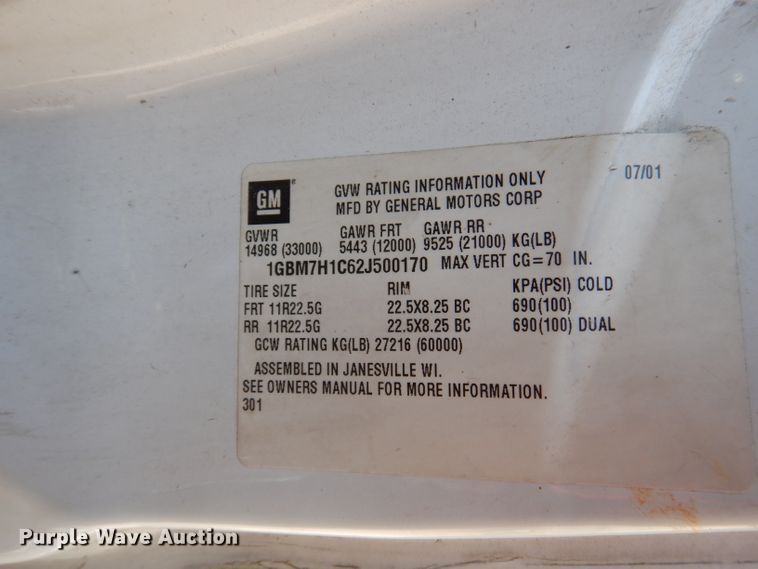 GM ®
GVW RATING INFORMATION ONLY 07/01
MFD BY GENERAL MOTORS CORP
GVWR GAWR FRT GAWR RR
14968 (33000) 5443 (12000) 9525 (21000) KG(LB)
1GBM7H1C62J500170 MAX VERT CG=70 IN.
TIRE SIZE RIM KPA(PSI) COLD
FRT 11R22.5G 22.5X8.25 BC 690(100)
RR 11R22.5G 22.5X8.25 BC 690(100) DUAL
GCW RATING KG(LB) 27216 (60000)
ASSEMBLED IN JANESVILLE WI.
SEE OWNERS MANUAL FOR MORE INFORMATION.
301
Purple Wave Auction